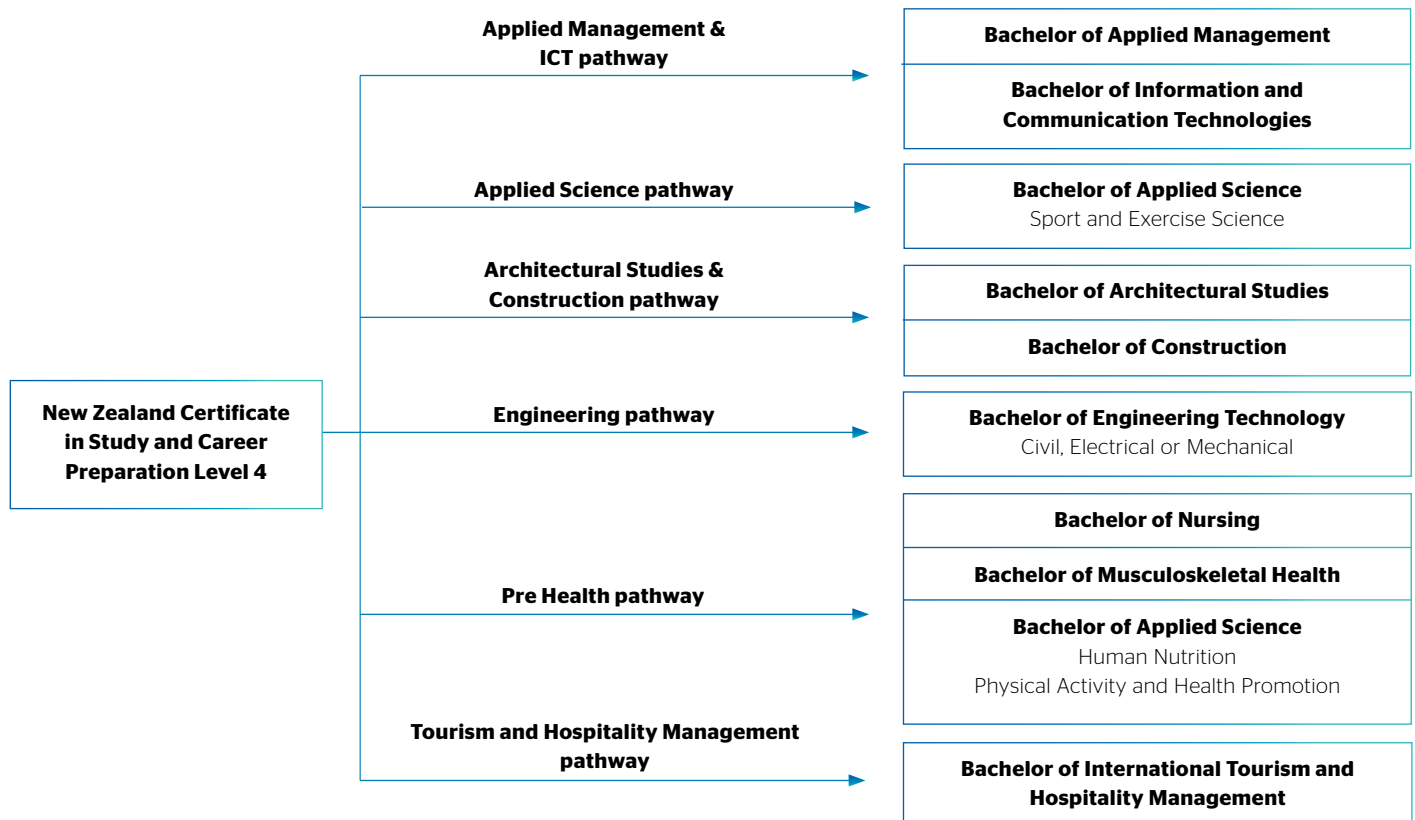 New Zealand Certificate
in Study and Career
Preparation Level 4
Applied Management &
ICT pathway
Bachelor of Applied Management
Bachelor of Information and
Communication Technologies
Applied Science pathway
Bachelor of Applied Science
Sport and Exercise Science
Architectural Studies &
Construction pathway
Bachelor of Architectural Studies
Bachelor of Construction
Engineering pathway
Bachelor of Engineering Technology
Civil, Electrical or Mechanical
Pre Health pathway
Bachelor of Nursing
Bachelor of Musculoskeletal Health
Bachelor of Applied Science
Human Nutrition
Physical Activity and Health Promotion
Tourism and Hospitality Management
pathway
Bachelor of International Tourism and
Hospitality Management